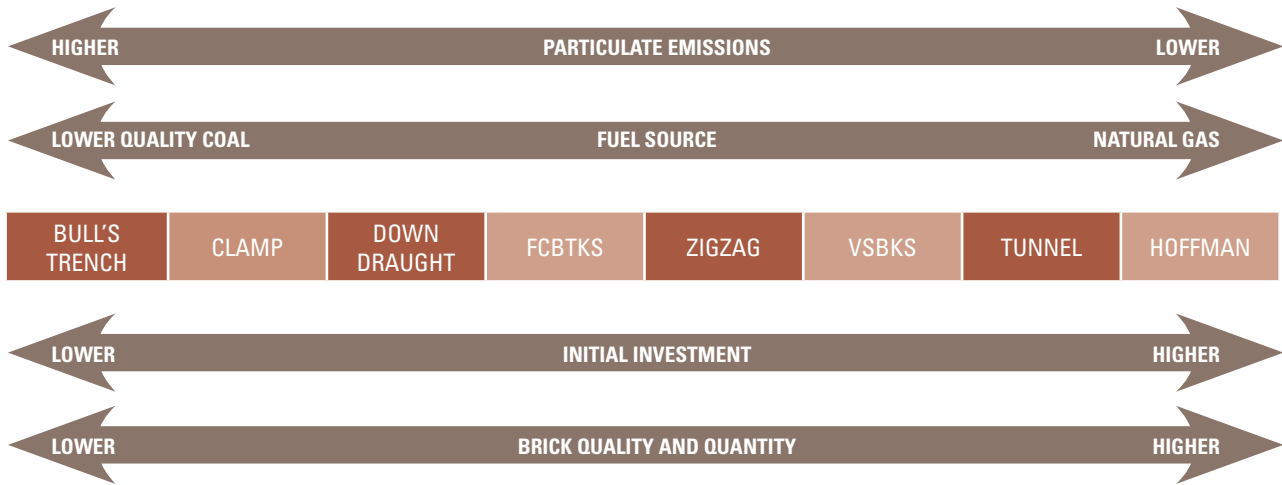 HIGHER PARTICULATE EMISSIONS LOWER
LOWER QUALITY COAL FUEL SOURCE NATURAL GAS
BULL'S
TRENCH
CLAMP
DOWN
DRAUGHT
FCBTKS
ZIGZAG
VSBKS
TUNNEL
HOFFMAN
LOWER INITIAL INVESTMENT HIGHER
LOWER BRICK QUALITY AND QUANTITY HIGHER